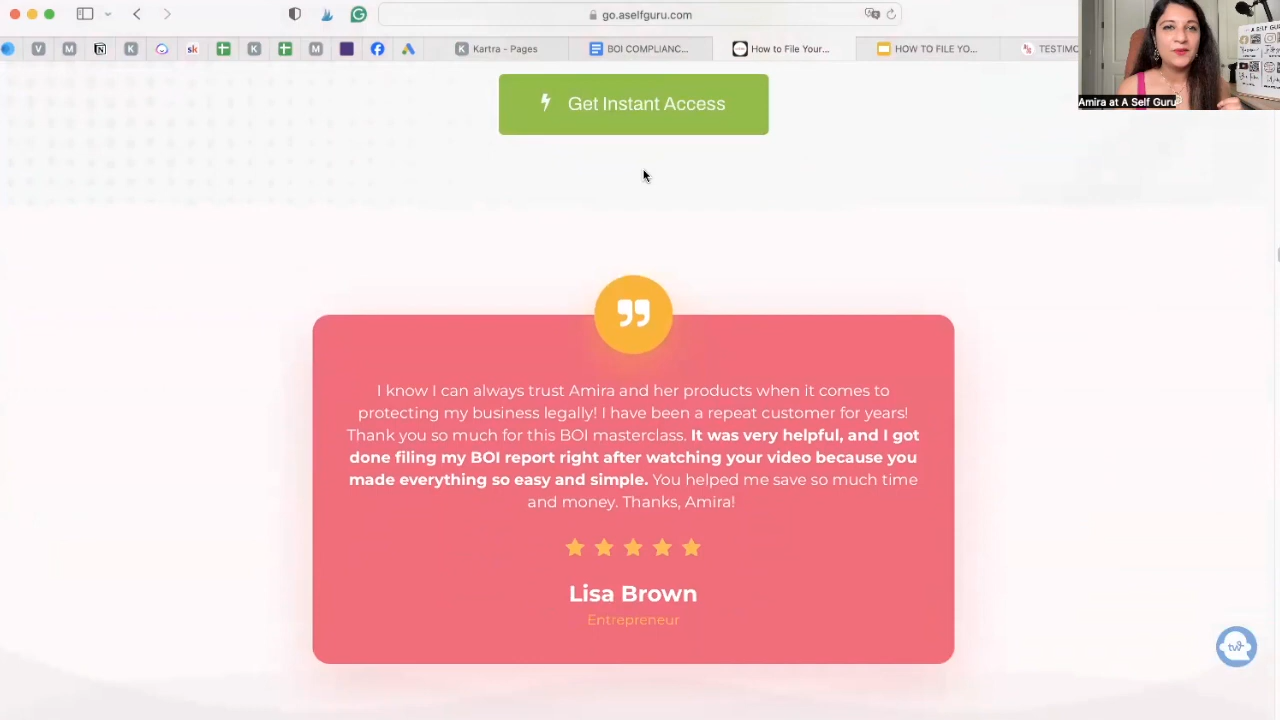 go.aselfguru.com
Kartra - Pages
BOI COMPLIANC...
How to File Your...
HOW TO FILE YO...
TESTIMO
Amira at A Self Guru
Get Instant Access
I know I can always trust Amira and her products when it comes to
protecting my business legally! I have been a repeat customer for years!
Thank you so much for this BOI masterclass. It was very helpful, and I got
done filing my BOI report right after watching your video because you
made everything so easy and simple. You helped me save so much time
and money. Thanks, Amira!
Lisa Brown
Entrepreneur